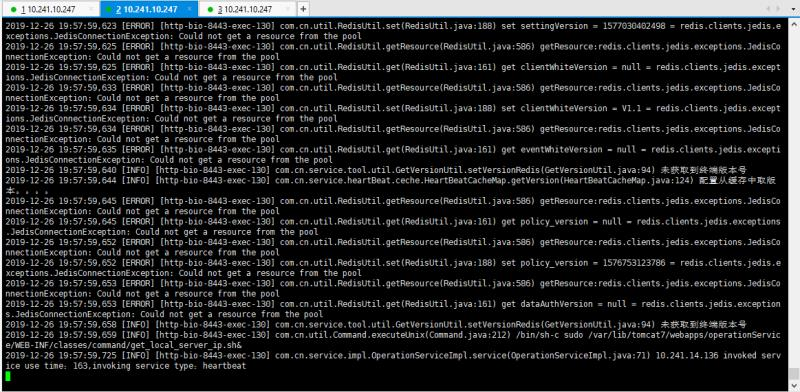 1 10.241.10.247
2 10.241.10.247
3 10.241.10.247
2019-12-26 19:57:59,623 [ERROR] [http-bio-8443-exec-130] com.cn.util.RedisUtil.set(RedisUtil.java:188) set settingVersion = 1577030402498 = redis.clients.jedis.e
xceptions.JedisConnectionException: Could not get a resource from the pool
2019-12-26 19:57:59,625 [ERROR] [http-bio-8443-exec-130] com.cn.util.RedisUtil.getResource(RedisUtil.java:586) getResource:redis.clients.jedis.exceptions.JedisCo
nnectionException: Could not get a resource from the pool
2019-12-26 19:57:59,625 [ERROR] [http-bio-8443-exec-130] com.cn.util.RedisUtil.get(RedisUtil.java:161) get clientWhiteVersion = null = redis.clients.jedis.except
ions.JedisConnectionException: Could not get a resource from the pool
2019-12-26 19:57:59,633 [ERROR] [http-bio-8443-exec-130] com.cn.util.RedisUtil.getResource(RedisUtil.java:586) getResource:redis.clients.jedis.exceptions.JedisCo
nnectionException: Could not get a resource from the pool
2019-12-26 19:57:59,634 [ERROR] [http-bio-8443-exec-130] com.cn.util.RedisUtil.set(RedisUtil.java:188) set clientWhiteVersion = V1.1 = redis.clients.jedis.except
ions.JedisConnectionException: Could not get a resource from the pool
2019-12-26 19:57:59,634 [ERROR] [http-bio-8443-exec-130] com.cn.util.RedisUtil.getResource(RedisUtil.java:586) getResource:redis.clients.jedis.exceptions.JedisCo
nnectionException: Could not get a resource from the pool
2019-12-26 19:57:59,635 [ERROR] [http-bio-8443-exec-130] com.cn.util.RedisUtil.get(RedisUtil.java:161) get eventWhiteVersion = null = redis.clients.jedis.excepti
ons.JedisConnectionException: Could not get a resource from the pool
2019-12-26 19:57:59,640 [INFO] [http-bio-8443-exec-130] com.cn.service.tool.util.GetVersionUtil.setVersionRedis(GetVersionUtil.java:94) 未获取到终端版本号
2019-12-26 19:57:59,644 [INFO] [http-bio-8443-exec-130] com.cn.service.heartBeat.ceche.HeartBeatCacheMap.getVersion(HeartBeatCacheMap.java:124) 配置从缓存中取版
本。。。。
2019-12-26 19:57:59,645 [ERROR] [http-bio-8443-exec-130] com.cn.util.RedisUtil.getResource(RedisUtil.java:586) getResource:redis.clients.jedis.exceptions.JedisCo
nnectionException: Could not get a resource from the pool
2019-12-26 19:57:59,645 [ERROR] [http-bio-8443-exec-130] com.cn.util.RedisUtil.get(RedisUtil.java:161) get policy_version = null = redis.clients.jedis.exceptions
.JedisConnectionException: Could not get a resource from the pool
2019-12-26 19:57:59,652 [ERROR] [http-bio-8443-exec-130] com.cn.util.RedisUtil.getResource(RedisUtil.java:586) getResource:redis.clients.jedis.exceptions.JedisCo
nnectionException: Could not get a resource from the pool
2019-12-26 19:57:59,652 [ERROR] [http-bio-8443-exec-130] com.cn.util.RedisUtil.set(RedisUtil.java:188) set policy_version = 1576753123786 = redis.clients.jedis.e
xceptions.JedisConnectionException: Could not get a resource from the pool
2019-12-26 19:57:59,653 [ERROR] [http-bio-8443-exec-130] com.cn.util.RedisUtil.getResource(RedisUtil.java:586) getResource:redis.clients.jedis.exceptions.JedisCo
nnectionException: Could not get a resource from the pool
2019-12-26 19:57:59,653 [ERROR] [http-bio-8443-exec-130] com.cn.util.RedisUtil.get(RedisUtil.java:161) get dataAuthVersion = null = redis.clients.jedis.exception
s.JedisConnectionException: Could not get a resource from the pool
2019-12-26 19:57:59,658 [INFO] [http-bio-8443-exec-130] com.cn.service.tool.util.GetVersionUtil.setVersionRedis(GetVersionUtil.java:94) 未获取到终端版本号
2019-12-26 19:57:59,659 [INFO] [http-bio-8443-exec-130] com.cn.util.Command.executeUnix(Command.java:212) /bin/sh-c sudo /var/lib/tomcat7/webapps/operationServic
e/WEB-INF/classes/command/get_local_server_ip.sh&
2019-12-26 19:57:59,659 [INFO] [http-bio-8443-exec-130] com.cn.service.impl.OperationServiceImpl.service(OperationServiceImpl.java:71) 10.241.14.136 invoked serv
ice use time: 163,invoking service type: heartbeat